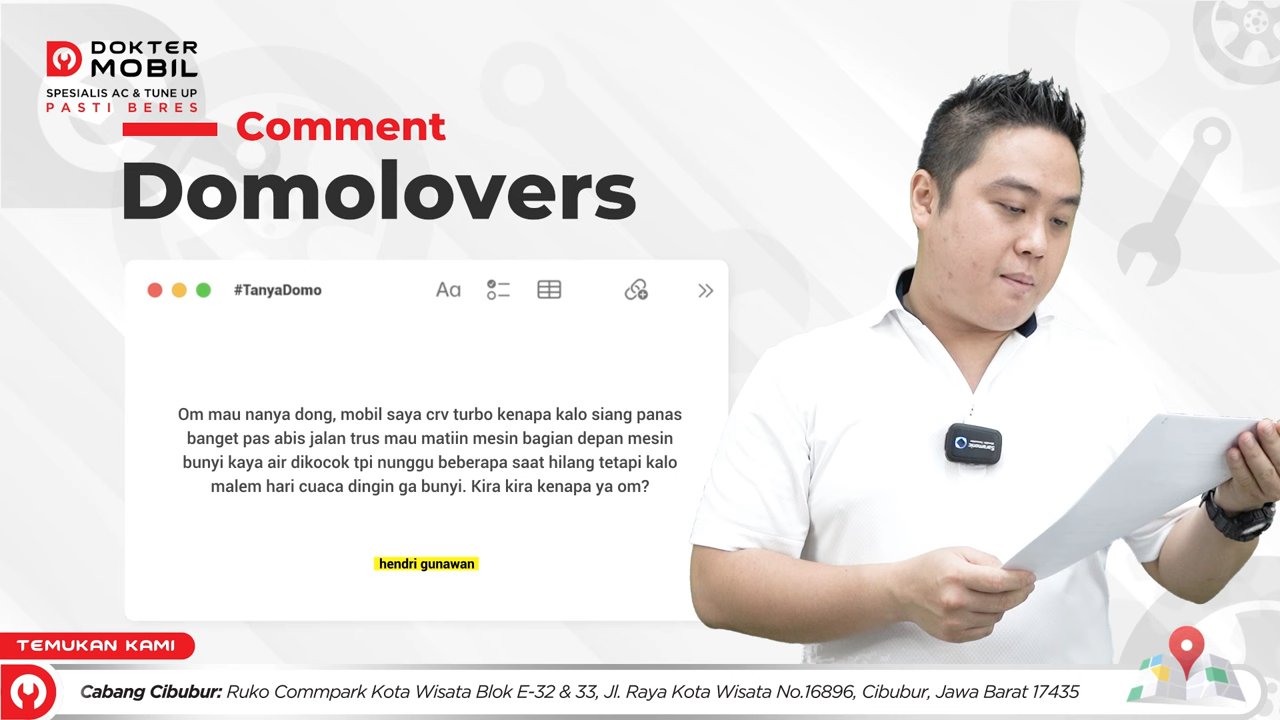 DOKTER
MOBIL
SPESIALIS AC & TUNE UP
PASTI BERES
Comment
Domolovers
#TanyaDomo
Aa
Om mau nanya dong, mobil saya crv turbo kenapa kalo siang panas
banget pas abis jalan trus mau matiin mesin bagian depan mesin
bunyi kaya air dikocok tpi nunggu beberapa saat hilang tetapi kalo
malem hari cuaca dingin ga bunyi. Kira kira kenapa ya om?
hendri gunawan
Saramonic
TEMUKAN KAMI
Cabang Cibubur: Ruko Commpark Kota Wisata Blok E-32 & 33, Jl. Raya Kota Wisata No.16896, Cibubur, Jawa Barat 17435